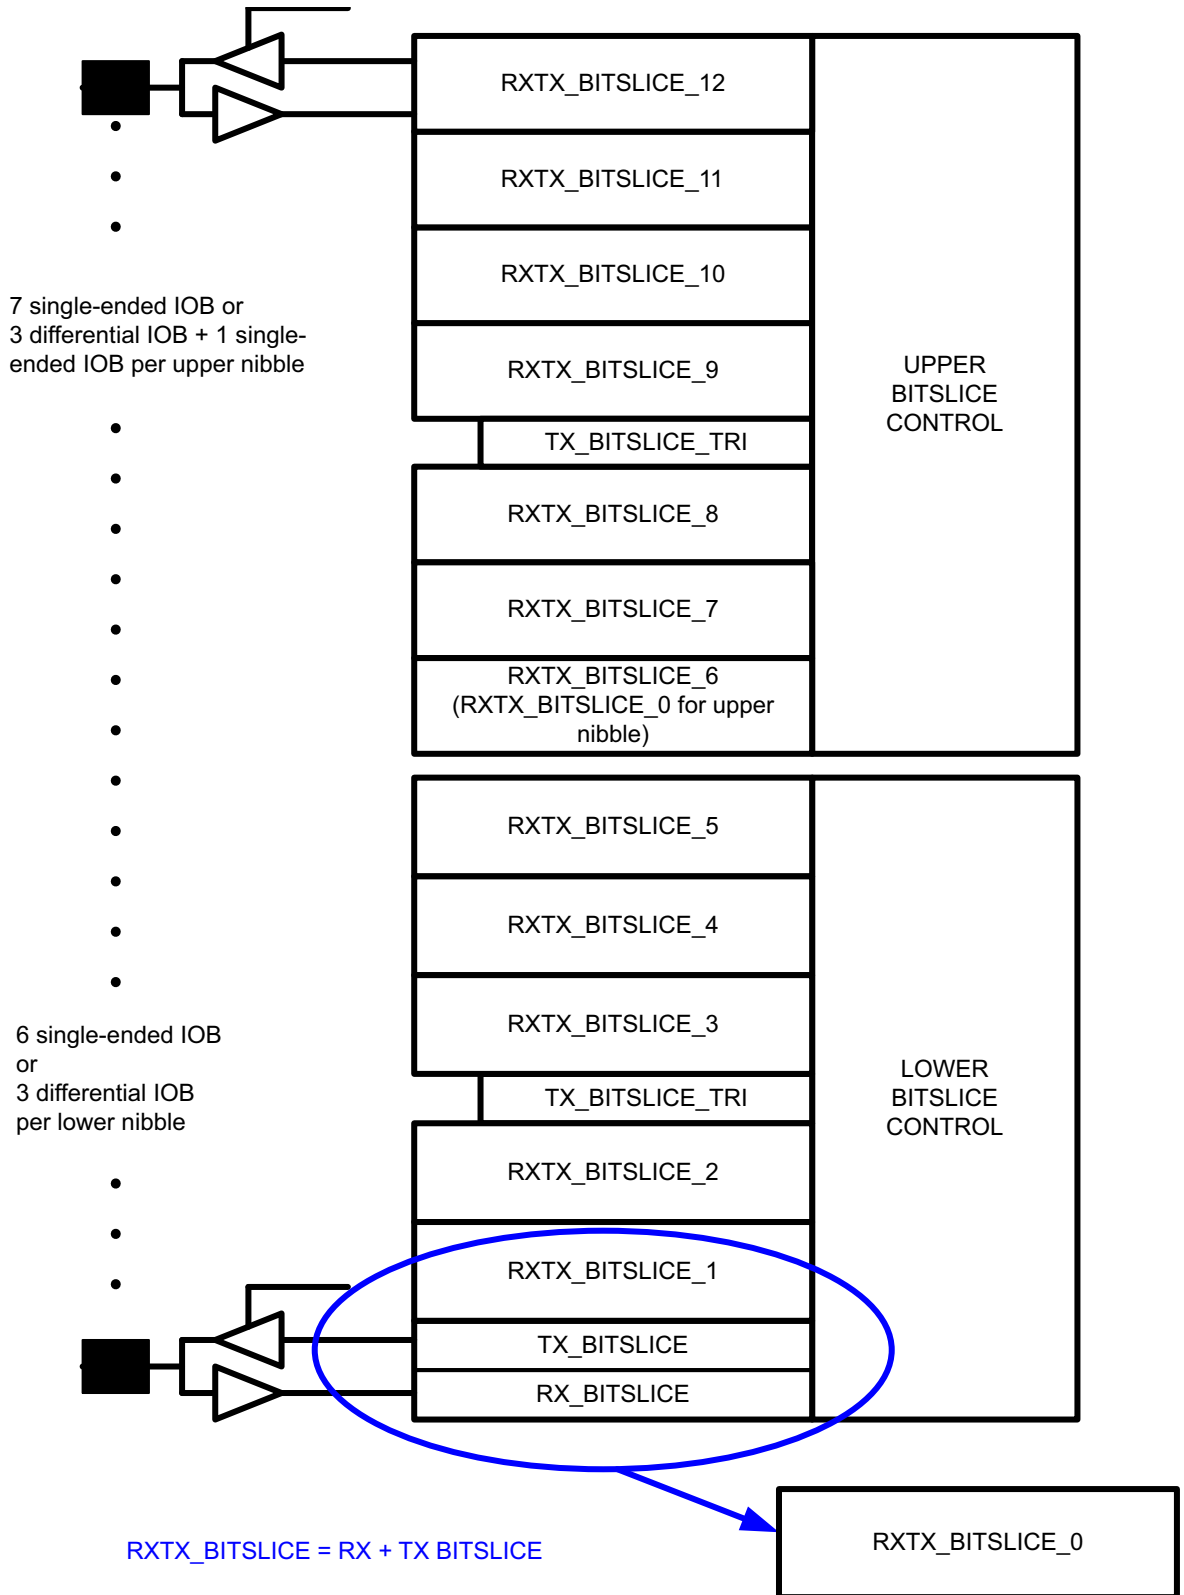 RXTX_BITSLICE_12
RXTX_BITSLICE_11
RXTX_BITSLICE_10
7 single-ended IOB or
3 differential IOB + 1 single-
ended IOB per upper nibble
RXTX_BITSLICE_9
UPPER
BITSLICE
CONTROL
TX_BITSLICE_TRI
RXTX_BITSLICE_8
RXTX_BITSLICE_7
RXTX_BITSLICE_6
(RXTX_BITSLICE_0 for upper
nibble)
RXTX_BITSLICE_5
RXTX_BITSLICE_4
RXTX_BITSLICE_3
6 single-ended IOB
or
3 differential IOB
per lower nibble
LOWER
BITSLICE
CONTROL
TX_BITSLICE_TRI
RXTX_BITSLICE_2
RXTX_BITSLICE_1
TX_BITSLICE
RX_BITSLICE
RXTX_BITSLICE = RX + TX BITSLICE
RXTX_BITSLICE_0